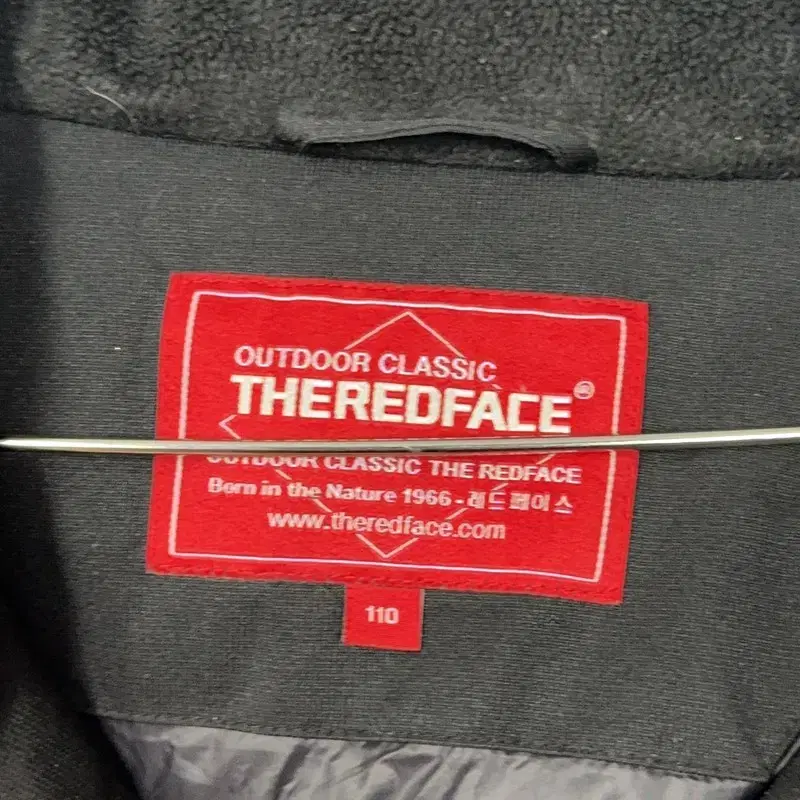 OUTDOOR CLASSIC
THEREDFACE®
OUTDOOR CLASSIC THE REDFACE
Born in the Nature 1966 - 레드페이스
www.theredface.com
110